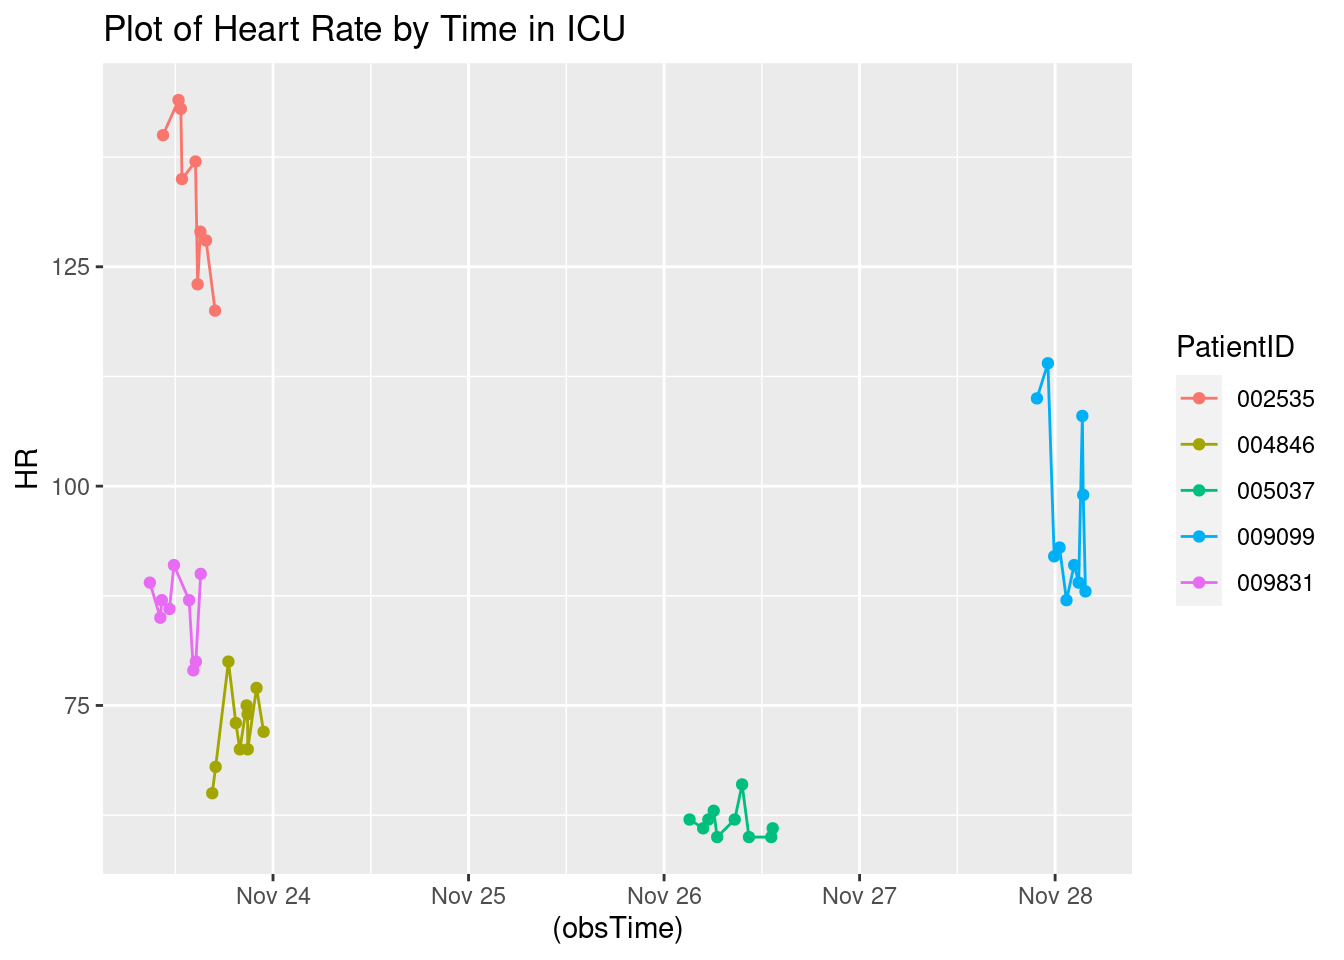 Plot of Heart Rate by Time in ICU
HR
125
100
75
Nov 24 Nov 25 Nov 26 Nov 27 Nov 28
(obsTime)
PatientID
002535
004846
005037
009099
009831